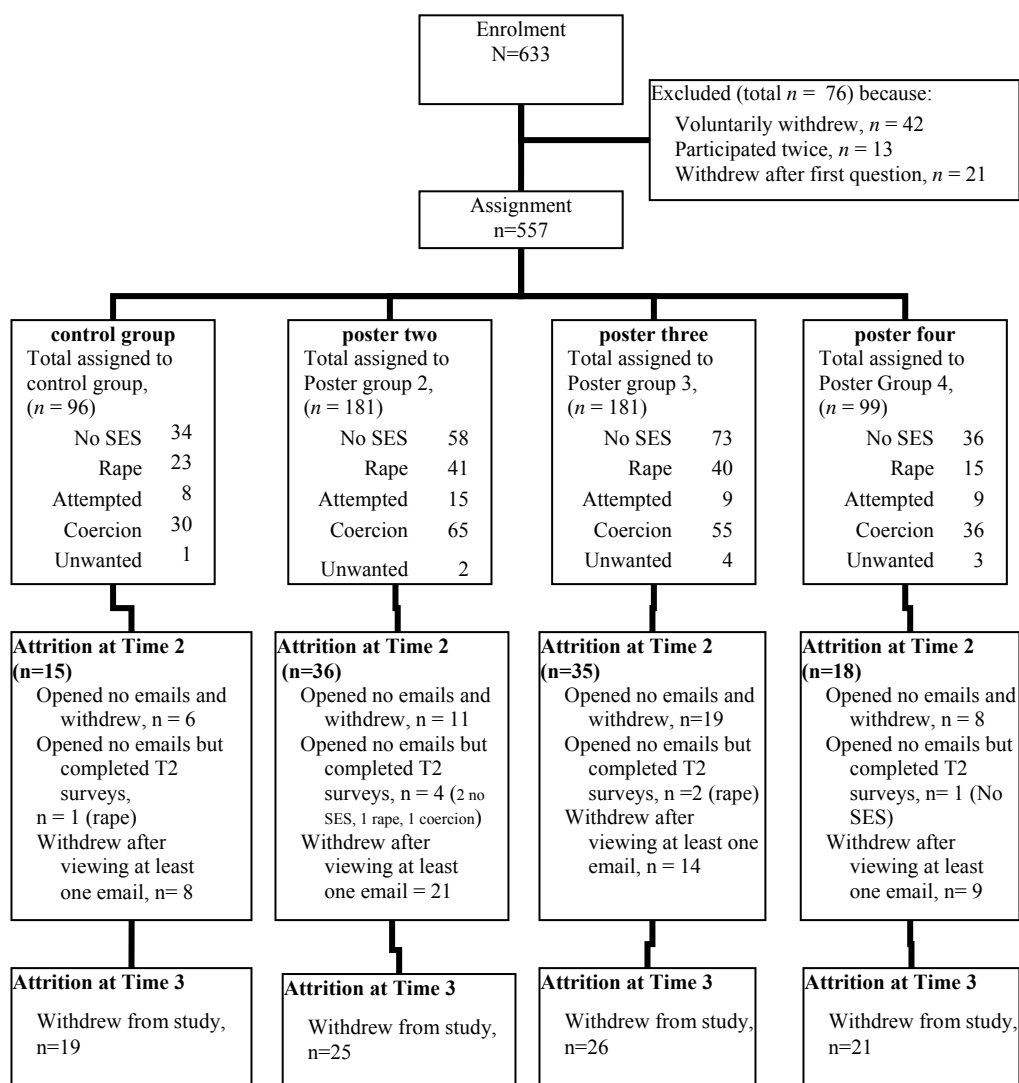 Enrolment
N=633
Excluded (total n = 76) because:
Voluntarily withdrew, n = 42
Participated twice, n = 13
Withdrew after first question, n = 21
Assignment
n=557
control group
Total assigned to
control group,
(n = 96)
No SES 34
Rape 23
Attempted 8
Coercion 30
Unwanted 1
poster two
Total assigned to
Poster group 2,
(n = 181)
No SES 58
Rape 41
Attempted 15
Coercion 65
Unwanted 2
poster three
Total assigned to
Poster group 3,
(n = 181)
No SES 73
Rape 40
Attempted 9
Coercion 55
Unwanted 4
poster four
Total assigned to
Poster Group 4,
(n = 99)
No SES 36
Rape 15
Attempted 9
Coercion 36
Unwanted 3
Attrition at Time 2
(n=15)
Opened no emails and
withdrew, n = 6
Opened no emails but
completed T2
surveys,
n = 1 (rape)
Withdrew after
viewing at least
one email, n= 8
Attrition at Time 2
(n=36)
Opened no emails and
withdrew, n = 11
Opened no emails but
completed T2
surveys, n = 4 (2 no
SES, 1 rape, 1 coercion)
Withdrew after
viewing at least
one email = 21
Attrition at Time 2
(n=35)
Opened no emails and
withdrew, n=19
Opened no emails but
completed T2
surveys, n =2 (rape)
Withdrew after
viewing at least one
email, n = 14
Attrition at Time 2
(n=18)
Opened no emails and
withdrew, n = 8
Opened no emails but
completed T2
surveys, n= 1 (No
SES)
Withdrew after
viewing at least
one email, n= 9
Attrition at Time 3
Withdrew from study,
n=19
Attrition at Time 3
Withdrew from study,
n=25
Attrition at Time 3
Withdrew from study,
n=26
Attrition at Time 3
Withdrew from study,
n=21